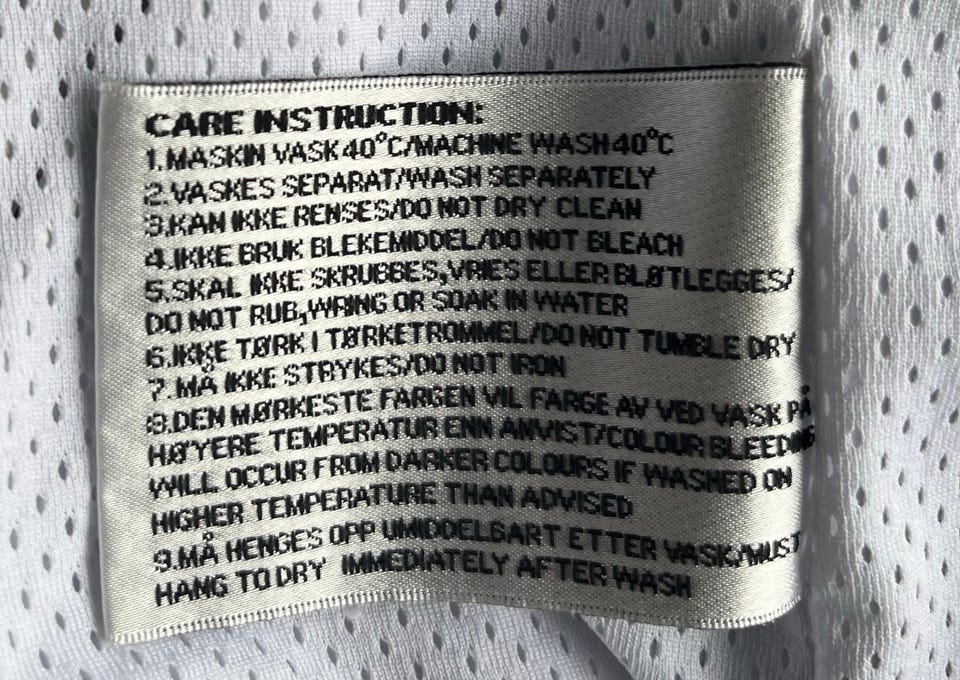 CARE INSTRUCTION:
1.MASKIN VASK 40°C/MACHINE WASH 40°C
2.VASKES SEPARAT/WASH SEPARATELY
3.KAN IKKE RENSES/DO NOT DRY CLEAN
4.IKKE BRUK BLEKEMIDDEL/DO NOT BLEACH
5.SKAL IKKE SKRUBBES,VRIES ELLER BLØTLEGGES/
DO NOT RUB,WRING OR SOAK IN WATER
6.IKKE TØRK I TØRKETROMMEL/DO NOT TUMBLE DRY
7.MÅ IKKE STRYKES/DO NOT IRON
8.DEN MØRKESTE FARGEN VIL FARGE AV VED VASK PÅ
HØYERE TEMPERATUR ENN ANVIST/COLOUR BLEEDING
WILL OCCUR FROM DARKER COLOURS IF WASHED ON
HIGHER TEMPERATURE THAN ADVISED
9.MÅ HENGES OPP UMIDDELBART ETTER VASK/MUST
HANG TO DRY IMMEDIATELY AFTER WASH